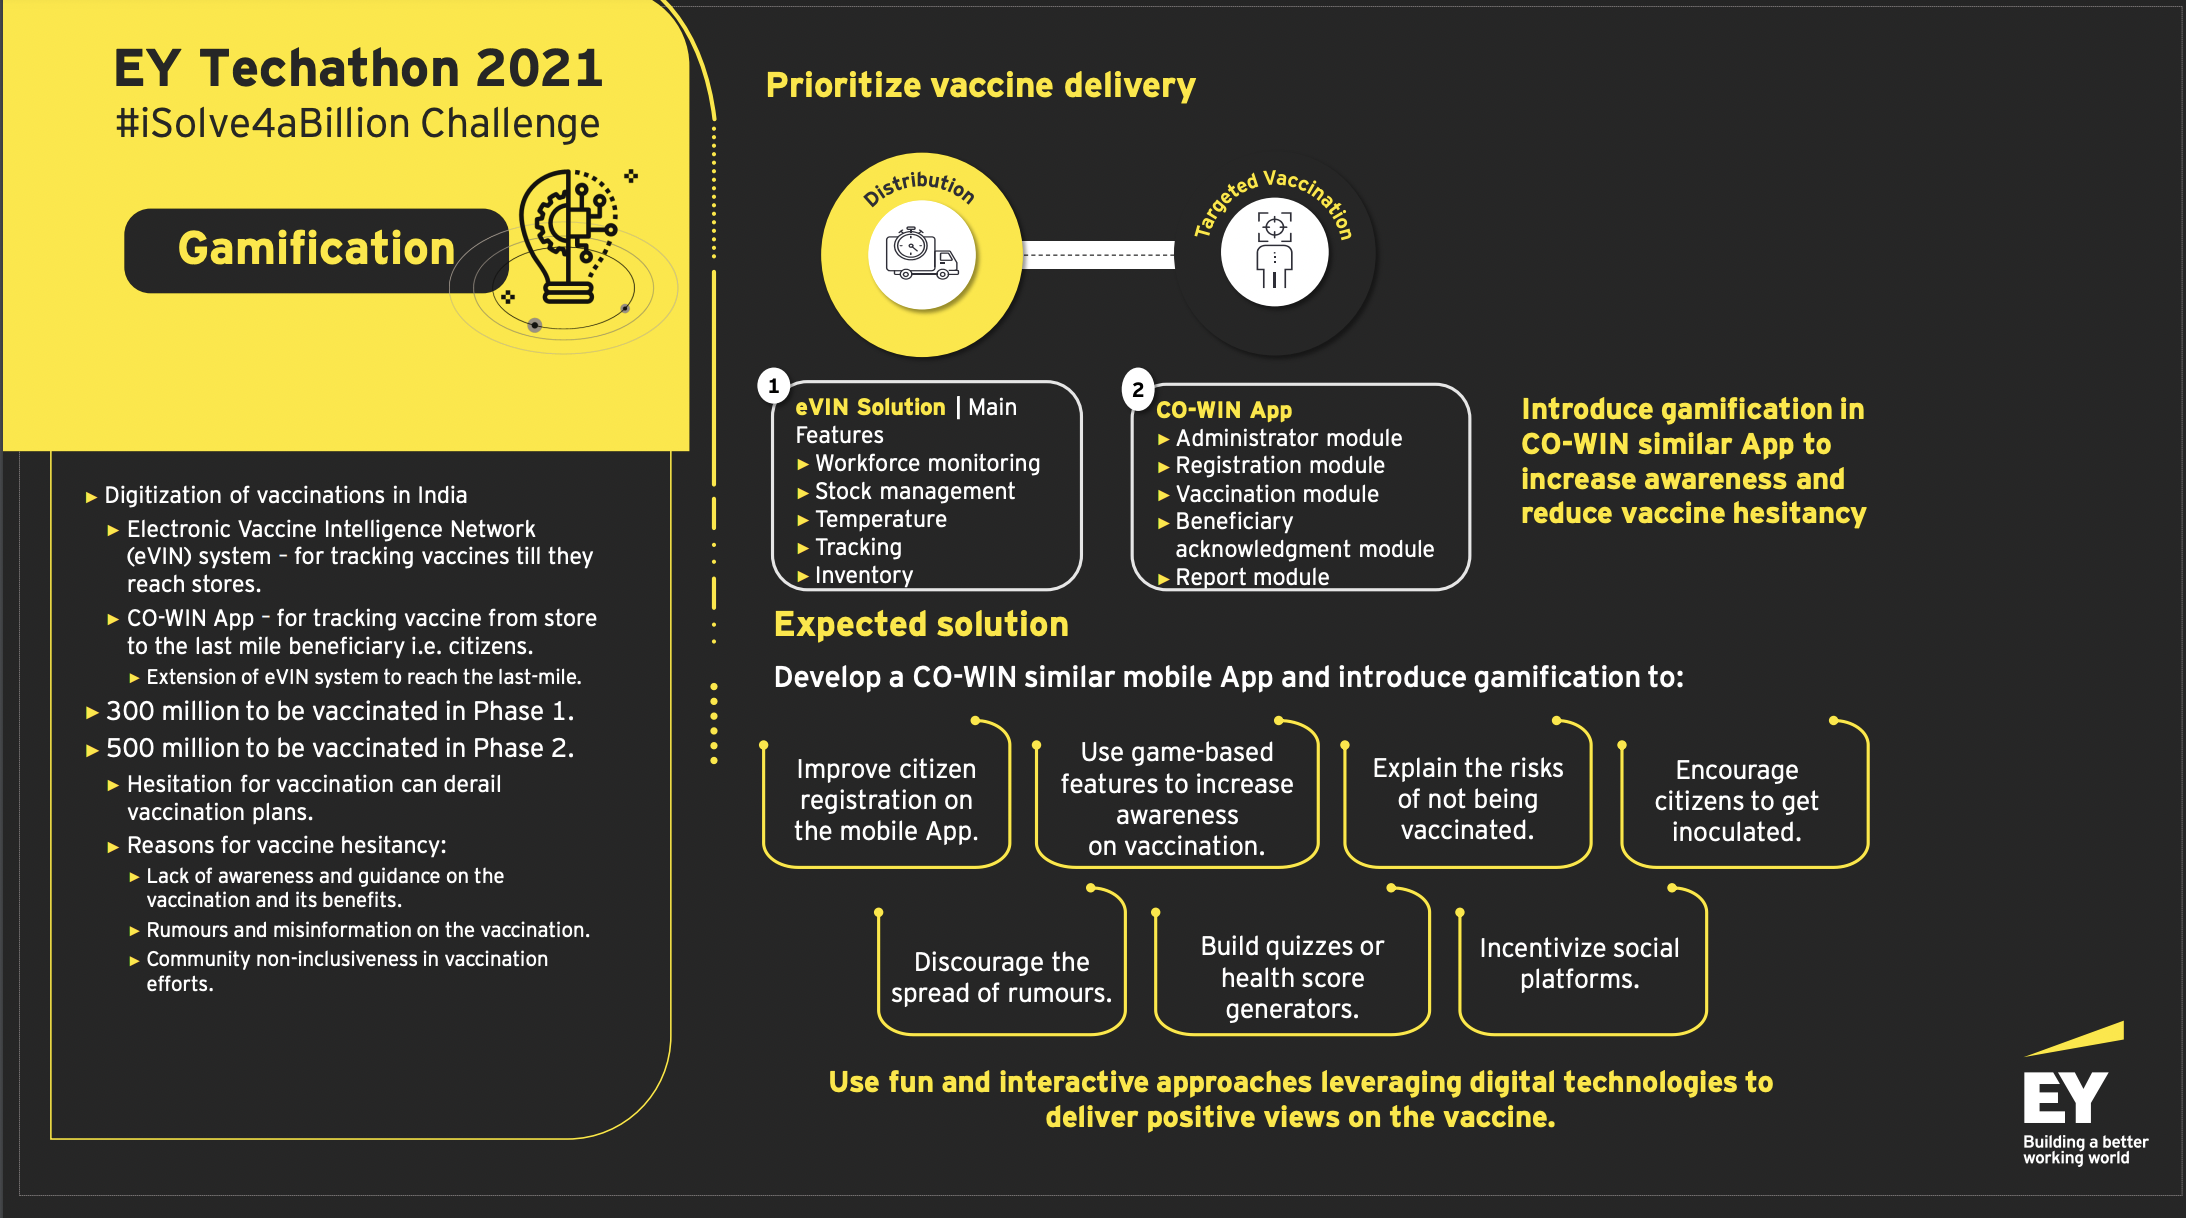 EY Techathon 2021
#iSolve4aBillion Challenge
Gamification
► Digitization of vaccinations in India
► Electronic Vaccine Intelligence Network
(eVIN) system – for tracking vaccines till they
reach stores.
► CO-WIN App – for tracking vaccine from store
to the last mile beneficiary i.e. citizens.
► Extension of eVIN system to reach the last-mile.
► 300 million to be vaccinated in Phase 1.
► 500 million to be vaccinated in Phase 2.
► Hesitation for vaccination can derail
vaccination plans.
► Reasons for vaccine hesitancy:
► Lack of awareness and guidance on the
vaccination and its benefits.
► Rumours and misinformation on the vaccination.
► Community non-inclusiveness in vaccination
efforts.
Prioritize vaccine delivery
Distribution
Targeted Vaccination
1
eVIN Solution | Main
Features
► Workforce monitoring
► Stock management
► Temperature
► Tracking
► Inventory
2
CO-WIN App
► Administrator module
► Registration module
► Vaccination module
► Beneficiary
acknowledgment module
► Report module
Introduce gamification in
CO-WIN similar App to
increase awareness and
reduce vaccine hesitancy
Expected solution
Develop a CO-WIN similar mobile App and introduce gamification to:
Improve citizen
registration on
the mobile App.
Use game-based
features to increase
awareness
on vaccination.
Explain the risks
of not being
vaccinated.
Encourage
citizens to get
inoculated.
Discourage the
spread of rumours.
Build quizzes or
health score
generators.
Incentivize social
platforms.
Use fun and interactive approaches leveraging digital technologies to
deliver positive views on the vaccine.
EY
Building a better
working world